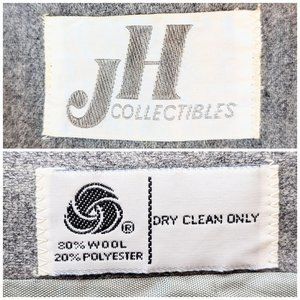 JH
COLLECTIBLES
®
DRY CLEAN ONLY
80% WOOL
20% POLYESTER